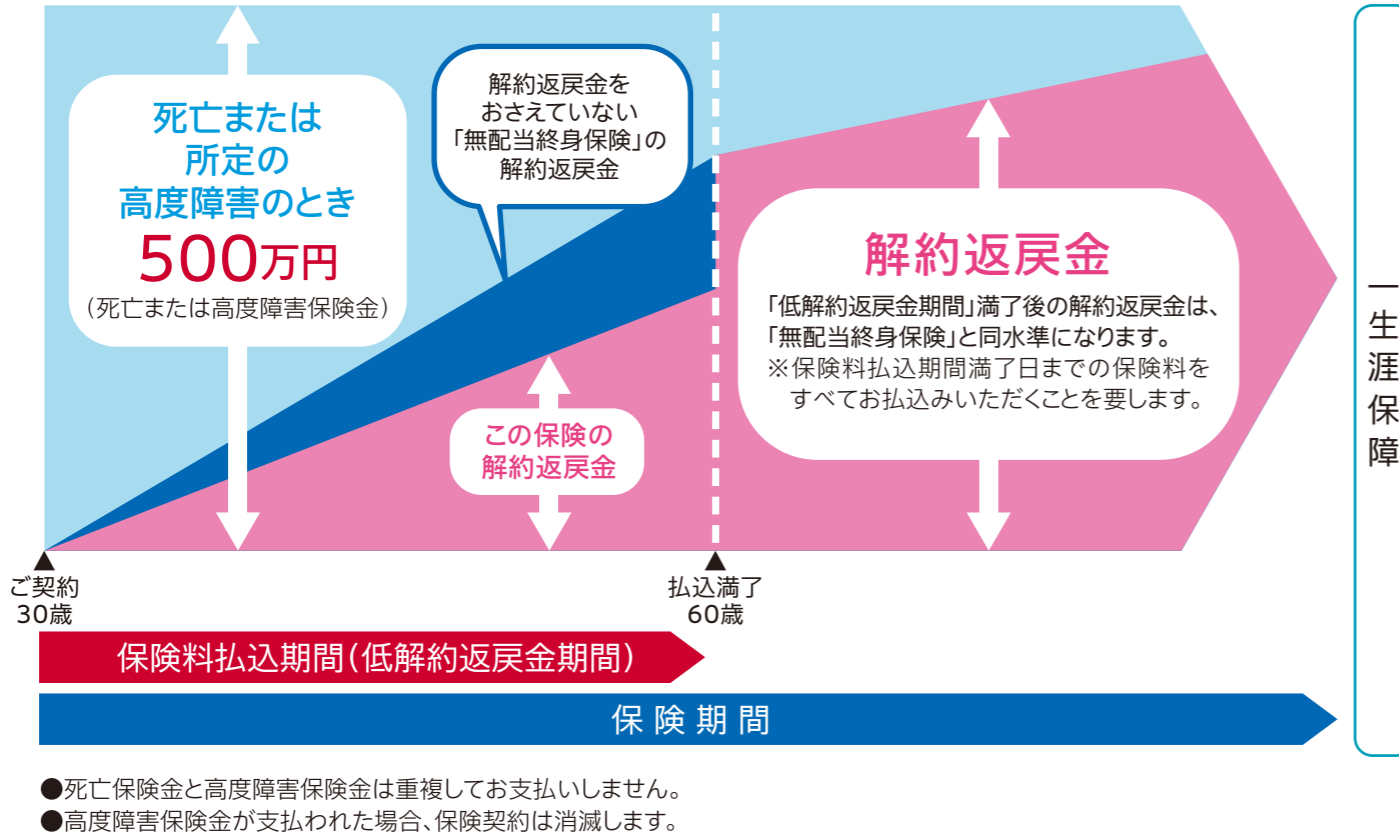 死亡または
所定の
高度障害のとき
500万円
(死亡または高度障害保険金)
解約返戻金を
おさえていない
「無配当終身保険」の
解約返戻金
この保険の
解約返戻金
解約返戻金
「低解約返戻金期間」満了後の解約返戻金は、
「無配当終身保険」と同水準になります。
※保険料払込期間満了日までの保険料を
すべてお払込みいただくことを要します。
一生涯保障
▲
ご契約
30歳
▲
払込満了
60歳
保険料払込期間(低解約返戻金期間)
保険期間
●死亡保険金と高度障害保険金は重複してお支払いしません。
●高度障害保険金が支払われた場合、保険契約は消滅します。